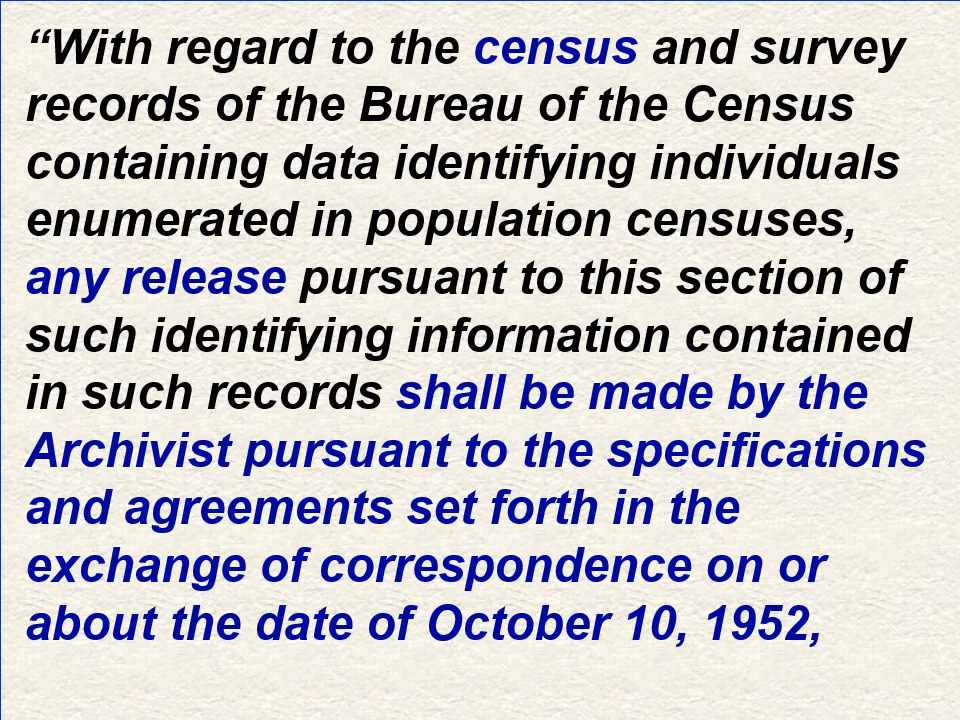 “With regard to the census and survey
records of the Bureau of the Census
containing data identifying individuals
enumerated in population censuses,
any release pursuant to this section of
such identifying information contained
in such records shall be made by the
Archivist pursuant to the specifications
and agreements set forth in the
exchange of correspondence on or
about the date of October 10, 1952,